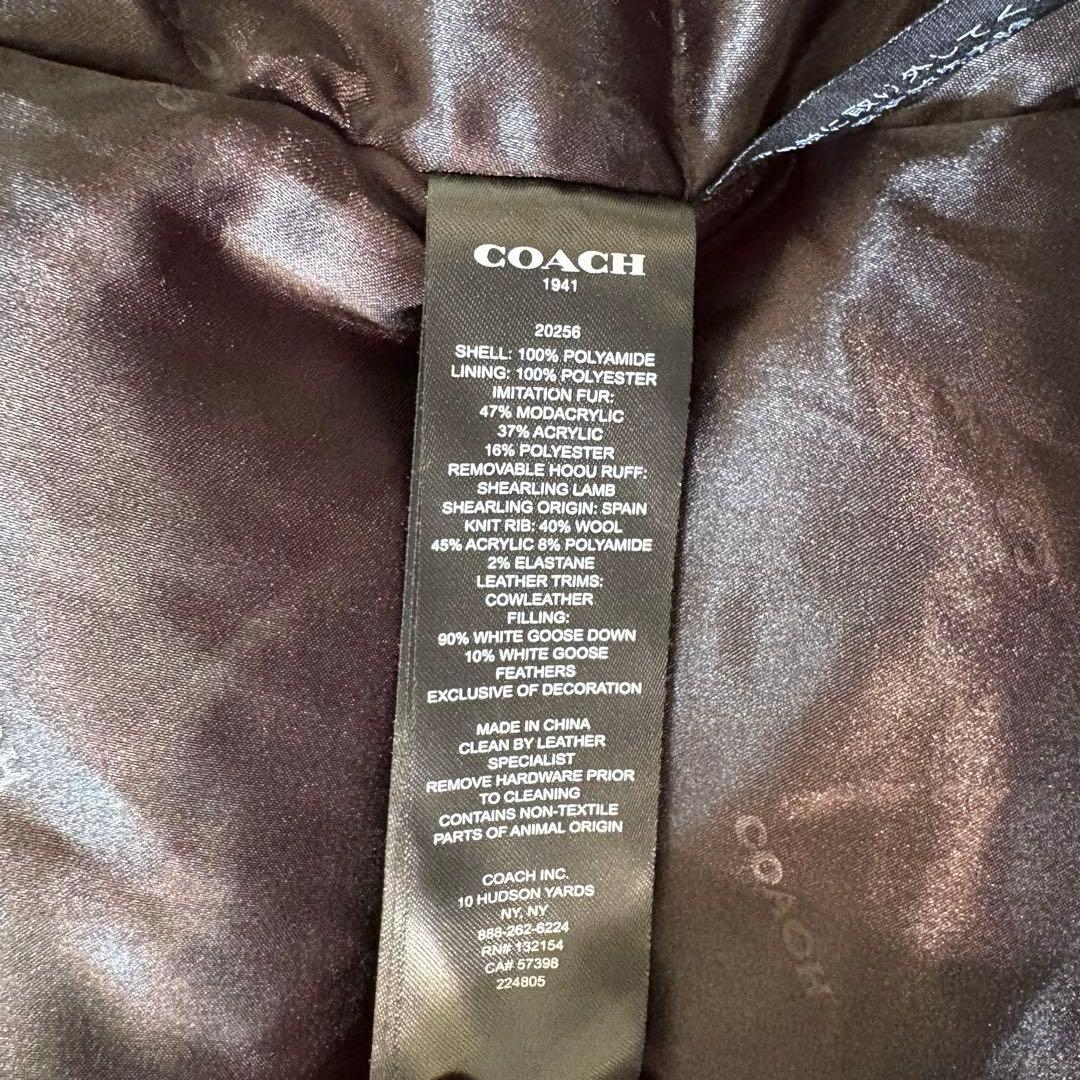 COACH
1941
20256
SHELL: 100% POLYAMIDE
LINING: 100% POLYESTER
IMITATION FUR:
47% MODACRYLIC
37% ACRYLIC
16% POLYESTER
REMOVABLE HOOU RUFF:
SHEARLING LAMB
SHEARLING ORIGIN: SPAIN
KNIT RIB: 40% WOOL
45% ACRYLIC 8% POLYAMIDE
2% ELASTANE
LEATHER TRIMS:
COWLEATHER
FILLING:
90% WHITE GOOSE DOWN
10% WHITE GOOSE
FEATHERS
EXCLUSIVE OF DECORATION
MADE IN CHINA
CLEAN BY LEATHER
SPECIALIST
REMOVE HARDWARE PRIOR
TO CLEANING
CONTAINS NON-TEXTILE
PARTS OF ANIMAL ORIGIN
COACH INC.
10 HUDSON YARDS
NY, NY
888-262-6224
RN# 132154
CA# 57398
224805
COACH